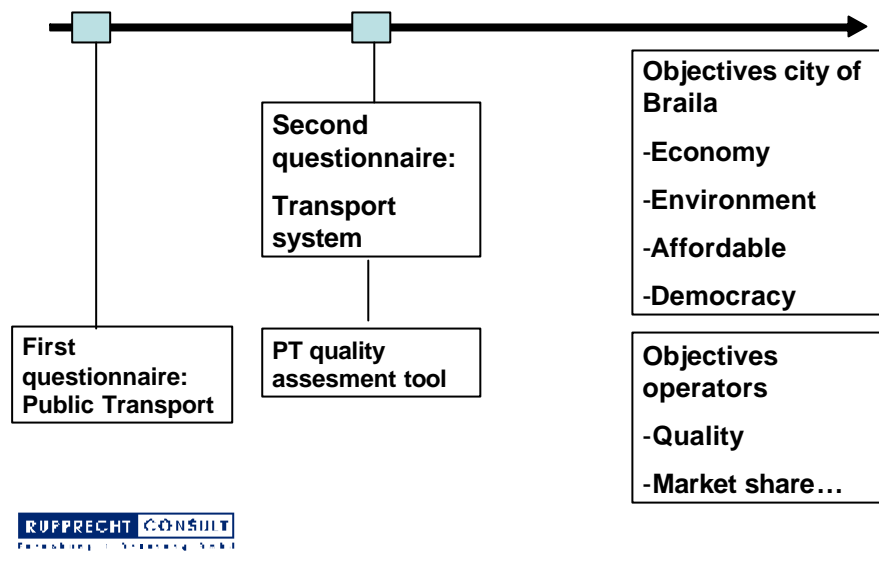 First
questionnaire:
Public Transport
Second
questionnaire:
Transport
system
PT quality
assesment tool
Objectives city of
Braila
-Economy
-Environment
-Affordable
-Democracy
Objectives
operators
-Quality
-Market share…
RUPPRECHT CONSULT